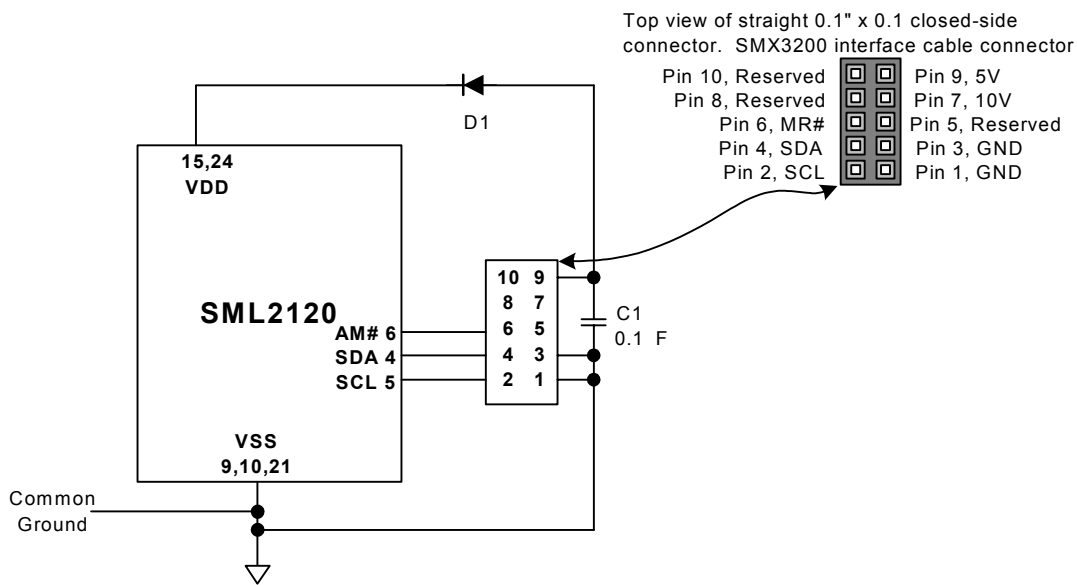 Top view of straight 0.1" x 0.1 closed-side
connector. SMX3200 interface cable connector
Pin 10, Reserved Pin 9, 5V
Pin 8, Reserved Pin 7, 10V
Pin 6, MR# Pin 5, Reserved
Pin 4, SDA Pin 3, GND
Pin 2, SCL Pin 1, GND
D1
15,24
VDD
SML2120
AM# 6
SDA 4
SCL 5
10 9
8 7
6 5
4 3
2 1
C1
0.1 F
VSS
9,10,21
Common
Ground